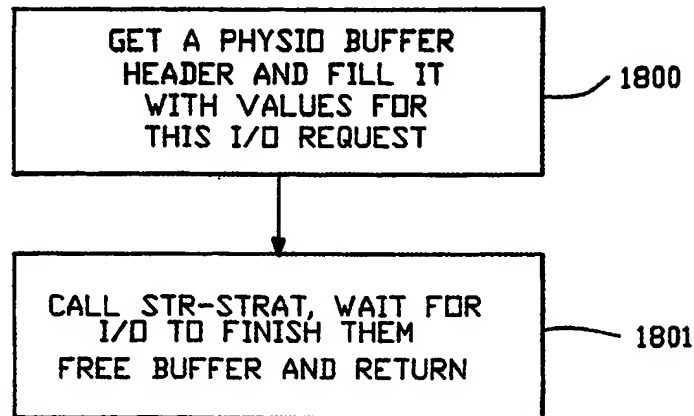 GET A PHYSIO BUFFER
HEADER AND FILL IT
WITH VALUES FOR
THIS I/O REQUEST
1800
CALL STR-STRAT, WAIT FOR
I/O TO FINISH THEM
FREE BUFFER AND RETURN
1801